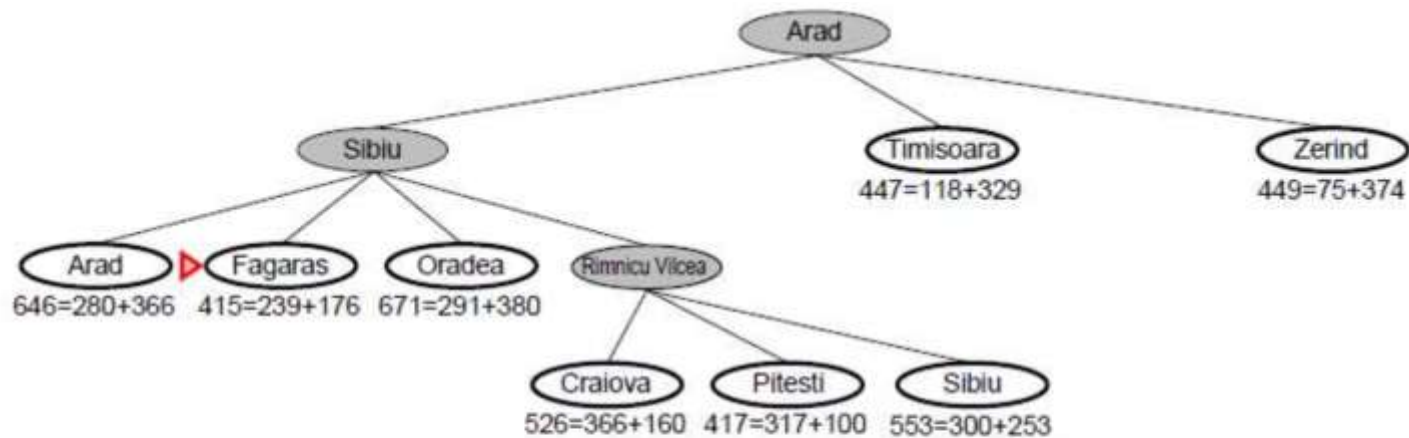 Arad
Sibiu
Timisoara
Zerind
447=118+329
449=75+374
Arad
Fagaras
Oradea
Rimnicu Vilcea
646=280+366
415=239+176
671=291+380
Craiova
Pitesti
Sibiu
526=366+160
417=317+100
553=300+253